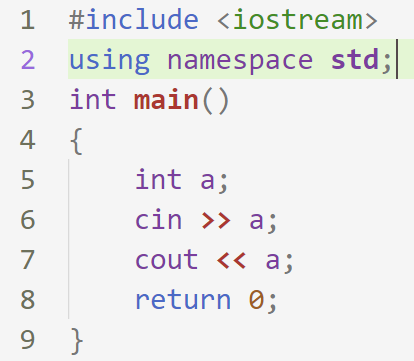 1 #include <iostream>
2 using namespace std;
3 int main()
4 {
5     int a;
6     cin >> a;
7     cout << a;
8     return 0;
9 }